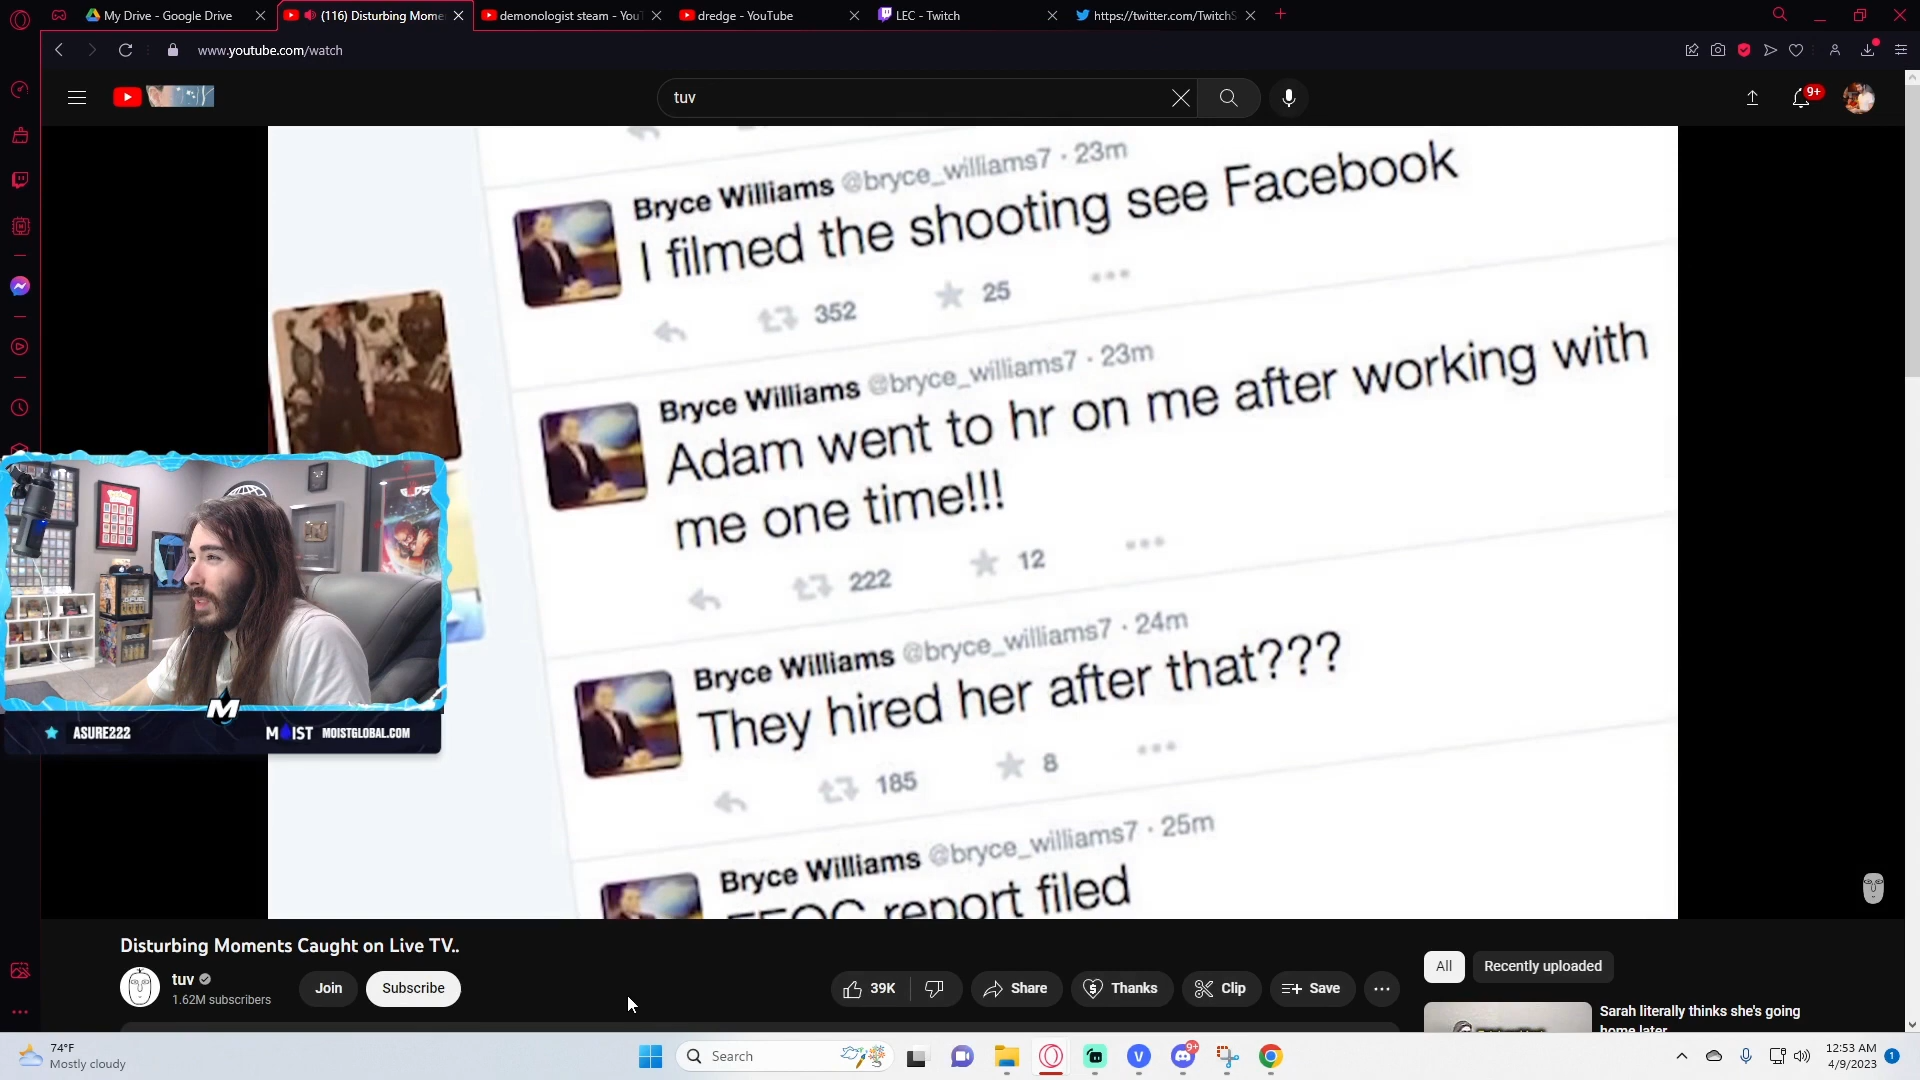 My Drive - Google Drive
(116) Disturbing Mome
demonologist steam - You
dredge - YouTube
LEC - Twitch
https://twitter.com/TwitchS
www.youtube.com/watch
tuv
9+
Bryce Williams @bryce_williams7 · 23m
I filmed the shooting see Facebook
352 25
Bryce Williams @bryce_williams7 · 23m
Adam went to hr on me after working with
me one time!!!
222 12
Bryce Williams @bryce_williams7 · 24m
They hired her after that???
185 8
Bryce Williams @bryce_williams7 · 25m
EEOC report filed
M
ASURE222
MOIST MOISTGLOBAL.COM
Disturbing Moments Caught on Live TV..
tuv
1.62M subscribers
Join
Subscribe
39K
Share
Thanks
Clip
Save
All
Recently uploaded
Sarah literally thinks she's going
home later
74°F
Mostly cloudy
Search
9+
12:53 AM
4/9/2023
1